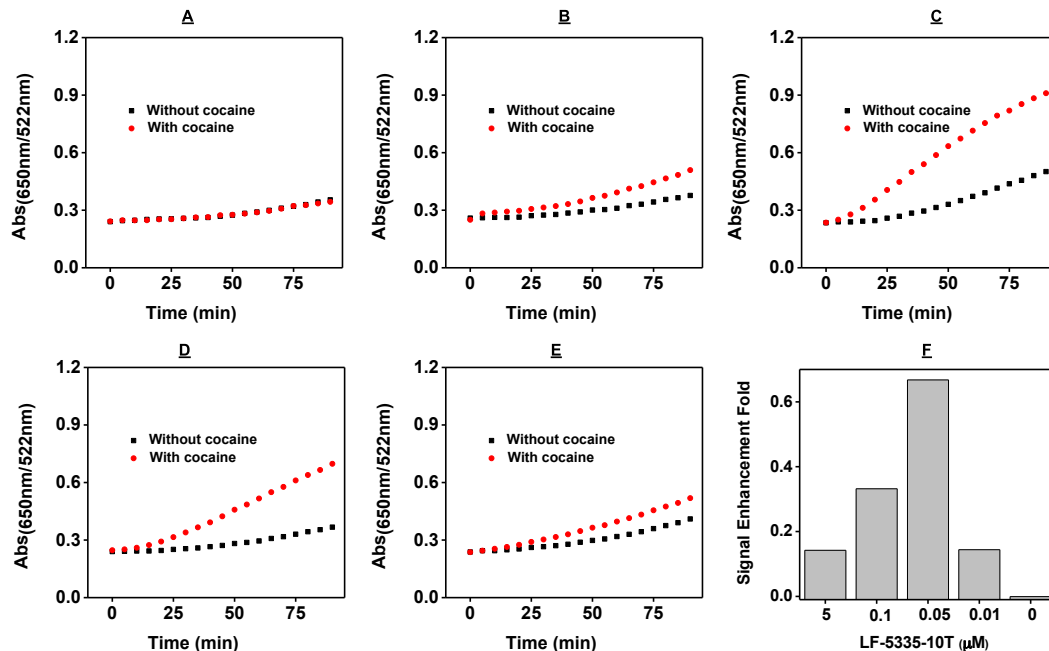 A
1.2
0.9
0.6
0.3
0.0
Abs(650nm/522nm)
Without cocaine
With cocaine
0 25 50 75
Time (min)
B
1.2
0.9
0.6
0.3
0.0
Abs(650nm/522nm)
Without cocaine
With cocaine
0 25 50 75
Time (min)
C
1.2
0.9
0.6
0.3
0.0
Abs(650nm/522nm)
Without cocaine
With cocaine
0 25 50 75
Time (min)
D
1.2
0.9
0.6
0.3
0.0
Abs(650nm/522nm)
Without cocaine
With cocaine
0 25 50 75
Time (min)
E
1.2
0.9
0.6
0.3
0.0
Abs(650nm/522nm)
Without cocaine
With cocaine
0 25 50 75
Time (min)
F
0.6
0.4
0.2
0.0
Signal Enhancement Fold
5 0.1 0.05 0.01 0
LF-5335-10T (μM)